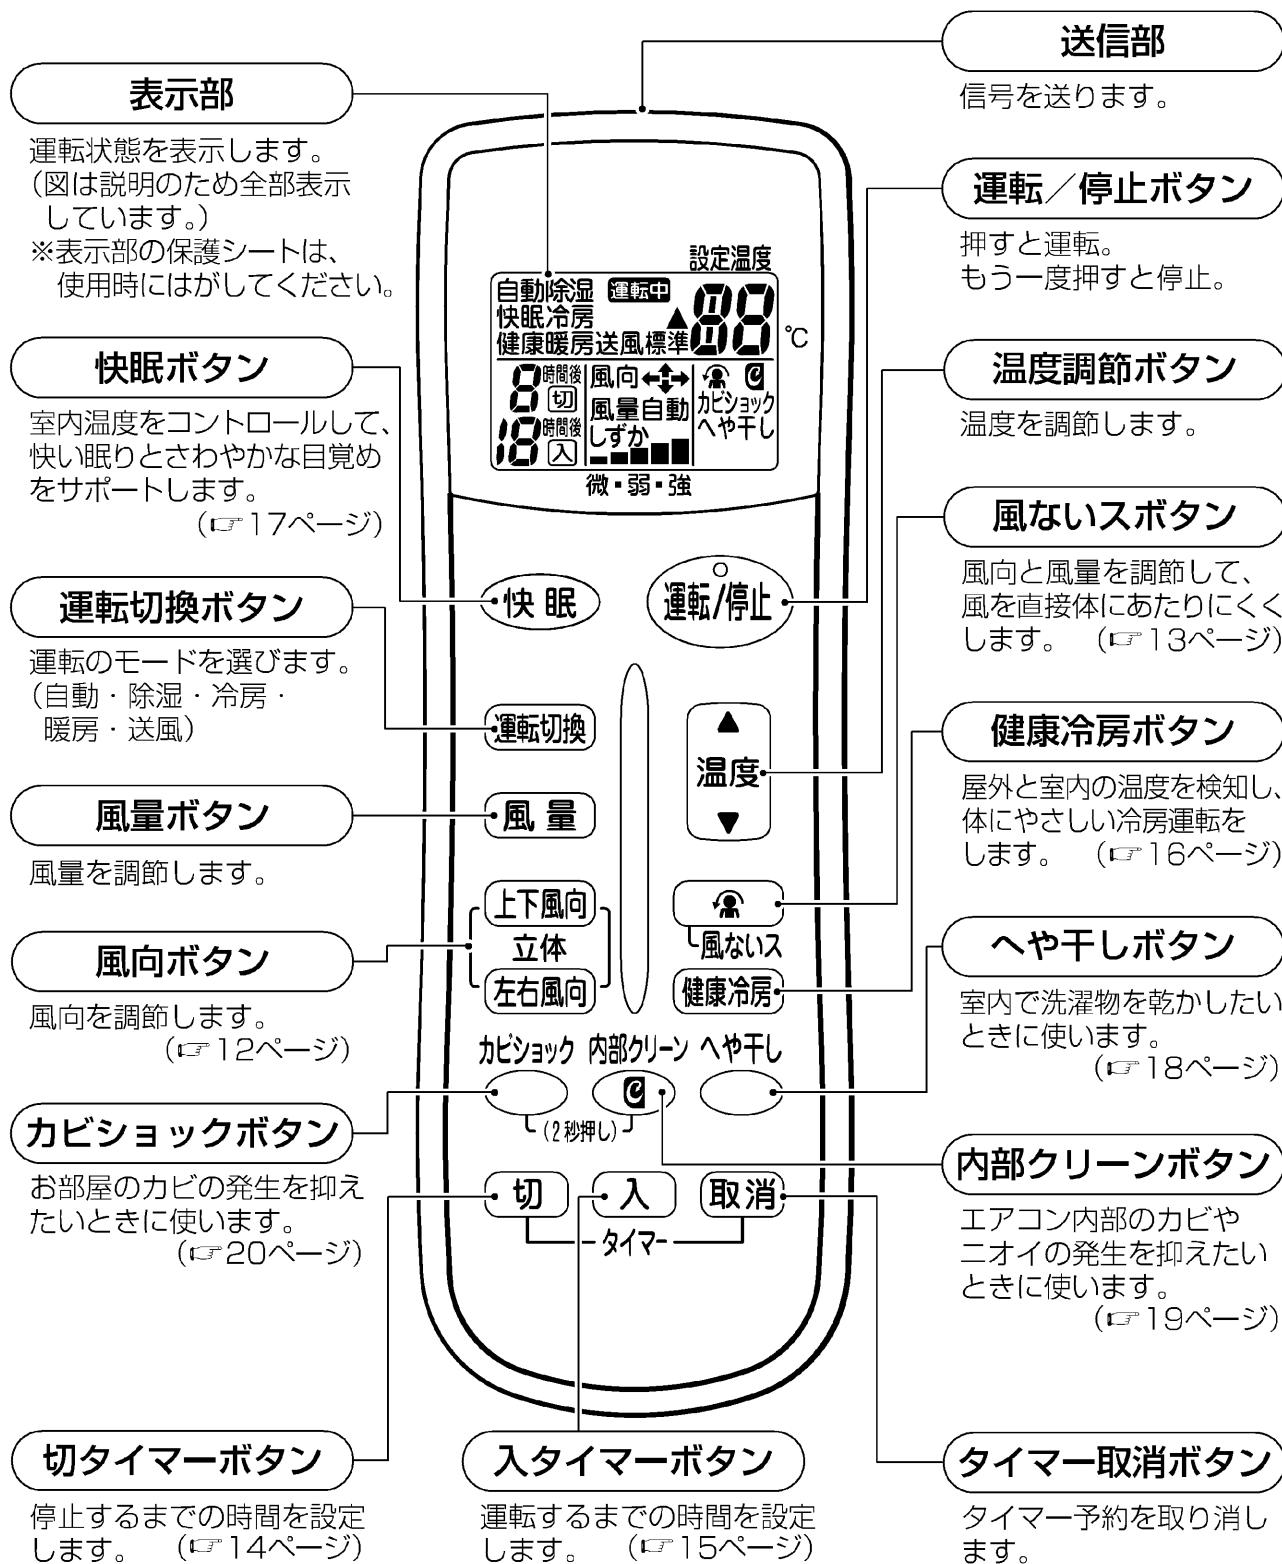 表示部
運転状態を表示します。
(図は説明のため全部表示
しています。)
※表示部の保護シートは、
使用時にはがしてください。
快眠ボタン
室内温度をコントロールして、
快い眠りとさわやかな目覚め
をサポートします。
(☞17ページ)
運転切換ボタン
運転のモードを選びます。
(自動・除湿・冷房・
暖房・送風)
風量ボタン
風量を調節します。
風向ボタン
風向を調節します。
(☞12ページ)
カビショックボタン
お部屋のカビの発生を抑え
たいときに使います。
(☞20ページ)
切タイマーボタン
停止するまでの時間を設定
します。 (☞14ページ)
設定温度
自動除湿 運転中
快眠冷房 ▲88
健康暖房送風標準 ℃
8時間後 切
18時間後 入
風向
風量自動
しずか
カビショック
へや干し
微・弱・強
快眠
運転/停止
運転切換
▲
温度
▼
風量
上下風向
立体
左右風向
風ないス
健康冷房
カビショック 内部クリーン へや干し
(2秒押し)
切 入 取消
タイマー
入タイマーボタン
運転するまでの時間を設定
します。 (☞15ページ)
送信部
信号を送ります。
運転/停止ボタン
押すと運転。
もう一度押すと停止。
温度調節ボタン
温度を調節します。
風ないスボタン
風向と風量を調節して、
風を直接体にあたりにくく
します。 (☞13ページ)
健康冷房ボタン
屋外と室内の温度を検知し、
体にやさしい冷房運転を
します。 (☞16ページ)
へや干しボタン
室内で洗濯物を乾かしたい
ときに使います。
(☞18ページ)
内部クリーンボタン
エアコン内部のカビや
ニオイの発生を抑えたい
ときに使います。
(☞19ページ)
タイマー取消ボタン
タイマー予約を取り消し
ます。